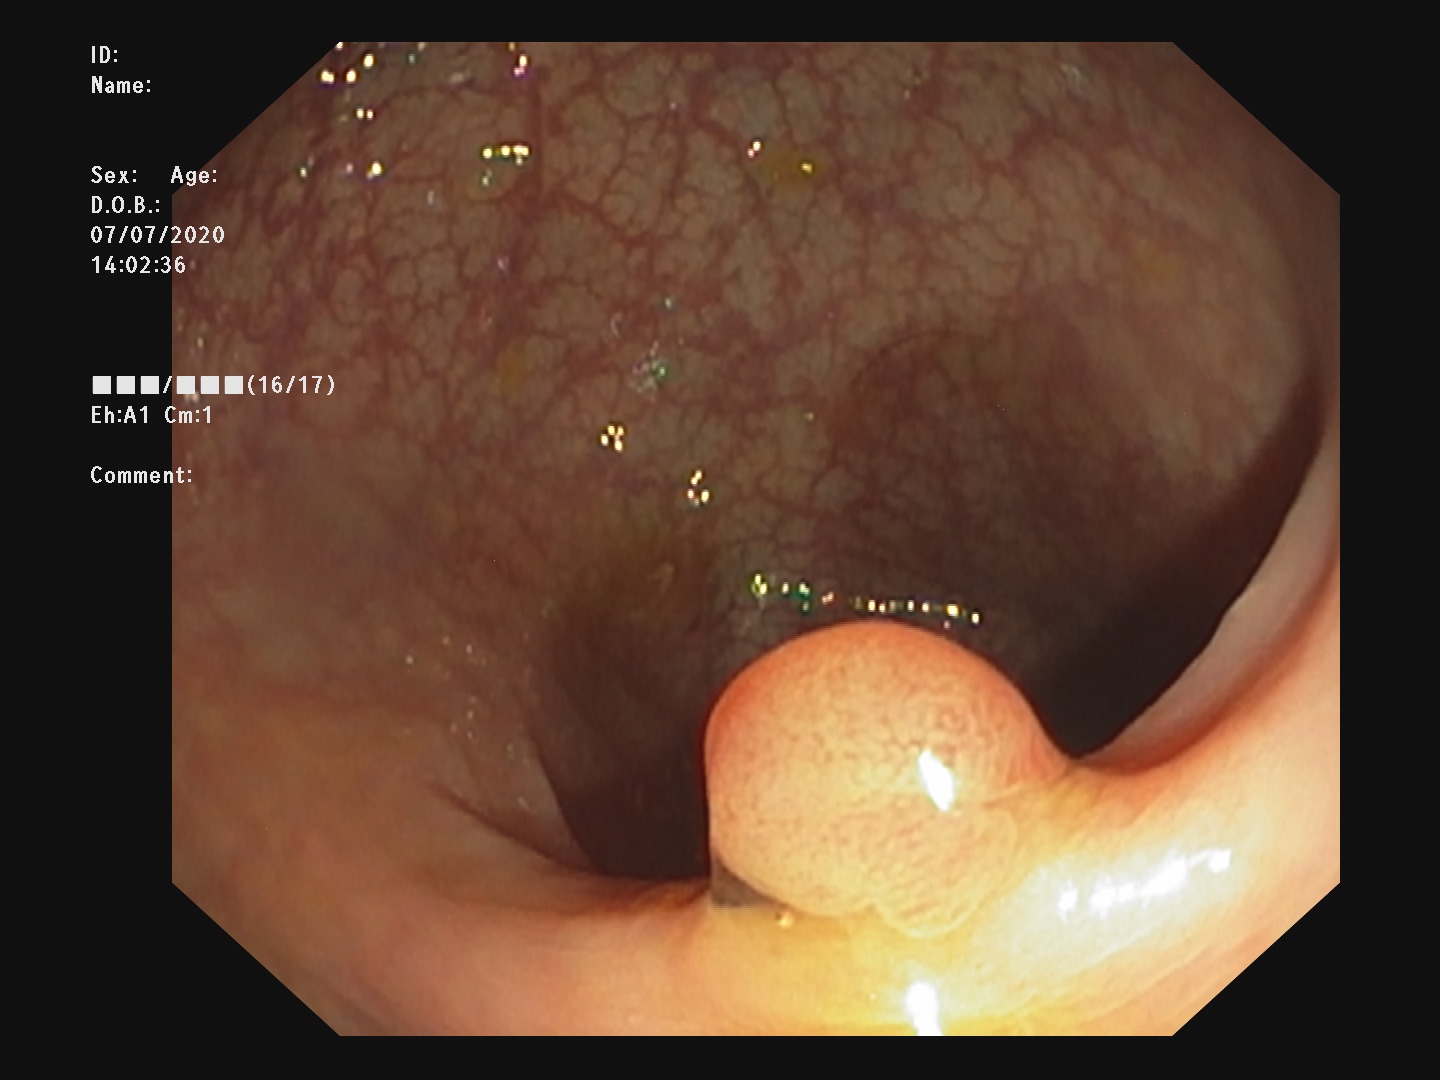 ID:
Name:
Sex: Age:
D.O.B.:
07/07/2020
14:02:36
■■■/■■■(16/17)
Eh:A1 Cm:1
Comment: